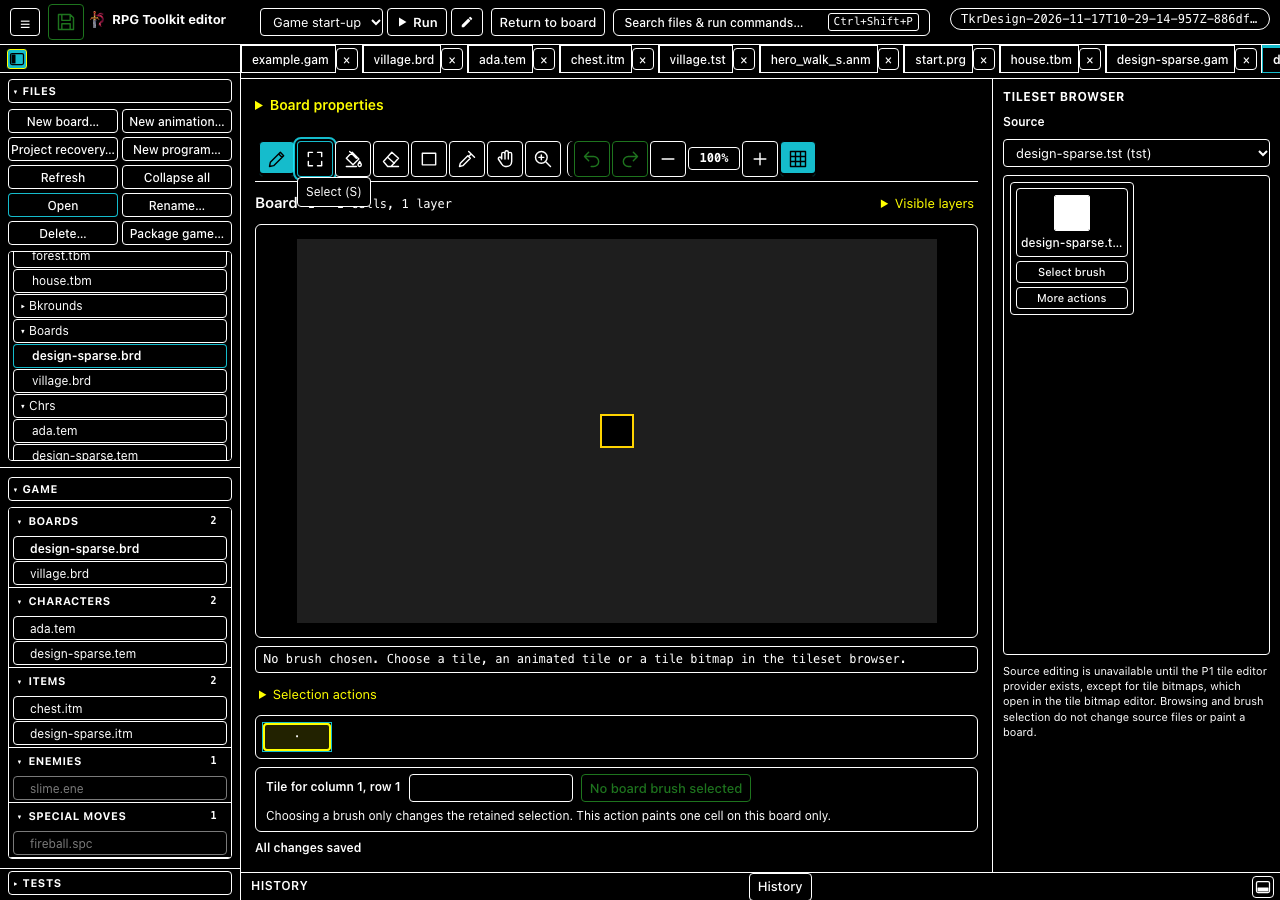 RPG Toolkit editor
Game start-up
Run
Return to board
Search files & run commands...
Ctrl+Shift+P
TkrDesign-2026-11-17T10-29-14-957Z-886df…
example.gam ×
village.brd ×
ada.tem ×
chest.itm ×
village.tst ×
hero_walk_s.anm ×
start.prg ×
house.tbm ×
design-sparse.gam ×
FILES
New board...
New animation...
Project recovery...
New program...
Refresh
Collapse all
Open
Rename...
Delete...
Package game...
forest.tbm
house.tbm
Bkrounds
Boards
design-sparse.brd
village.brd
Chrs
ada.tem
design-sparse.tem
GAME
BOARDS 2
design-sparse.brd
village.brd
CHARACTERS 2
ada.tem
design-sparse.tem
ITEMS 2
chest.itm
design-sparse.itm
ENEMIES 1
slime.ene
SPECIAL MOVES 1
fireball.spc
TESTS
Board properties
100%
Select (S)
Board
, 1 layer
Visible layers
No brush chosen. Choose a tile, an animated tile or a tile bitmap in the tileset browser.
Selection actions
Tile for column 1, row 1
No board brush selected
Choosing a brush only changes the retained selection. This action paints one cell on this board only.
All changes saved
HISTORY
History
TILESET BROWSER
Source
design-sparse.tst (tst)
design-sparse.t...
Select brush
More actions
Source editing is unavailable until the P1 tile editor
provider exists, except for tile bitmaps, which
open in the tile bitmap editor. Browsing and brush
selection do not change source files or paint a
board.